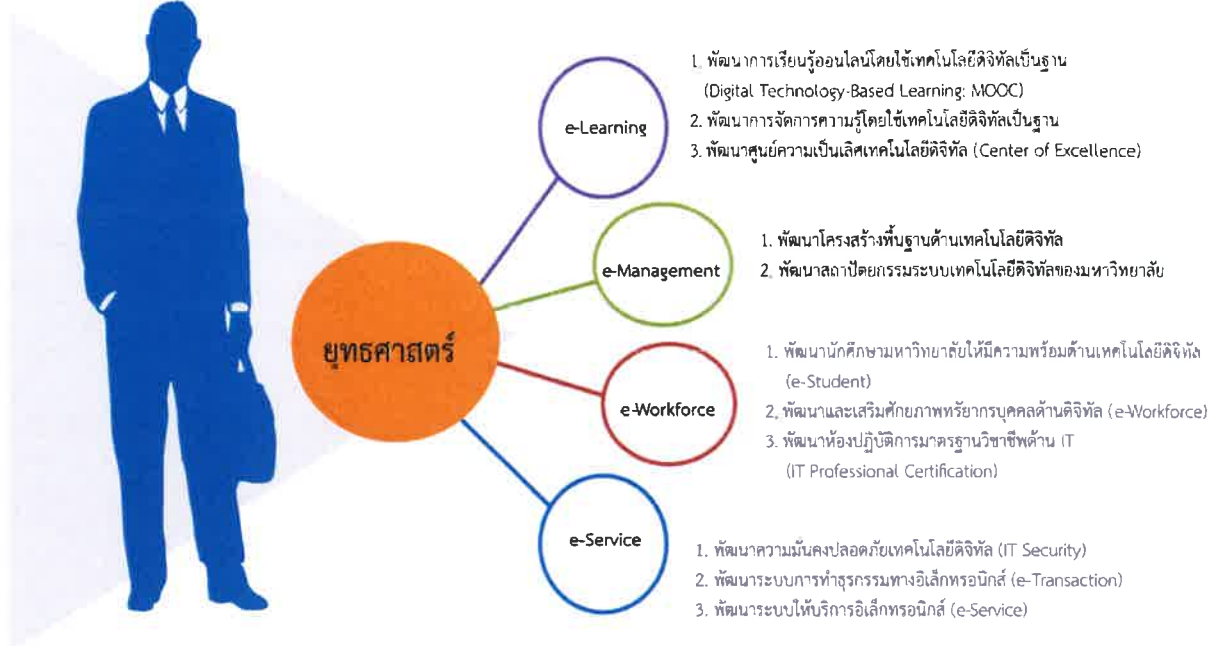 ยุทธศาสตร์
e-Learning
1. พัฒนาการเรียนรู้ออนไลน์โดยใช้เทคโนโลยีดิจิทัลเป็นฐาน
(Digital Technology-Based Learning: MOOC)
2. พัฒนาการจัดการความรู้โดยใช้เทคโนโลยีดิจิทัลเป็นฐาน
3. พัฒนาศูนย์ความเป็นเลิศเทคโนโลยีดิจิทัล (Center of Excellence)
e-Management
1. พัฒนาโครงสร้างพื้นฐานด้านเทคโนโลยีดิจิทัล
2. พัฒนาสถาปัตยกรรมระบบเทคโนโลยีดิจิทัลของมหาวิทยาลัย
e-Workforce
1. พัฒนานักศึกษามหาวิทยาลัยให้มีความพร้อมด้านเทคโนโลยีดิจิทัล
(e-Student)
2. พัฒนาและเสริมศักยภาพทรัยากรบุคคลด้านดิจิทัล (e-Workforce)
3. พัฒนาห้องปฏิบัติการมาตรฐานวิชาชีพด้าน IT
(IT Professional Certification)
e-Service
1. พัฒนาความมั่นคงปลอดภัยเทคโนโลยีดิจิทัล (IT Security)
2. พัฒนาระบบการทำธุรกรรมทางอิเล็กทรอนิกส์ (e-Transaction)
3. พัฒนาระบบให้บริการอิเล็กทรอนิกส์ (e-Service)